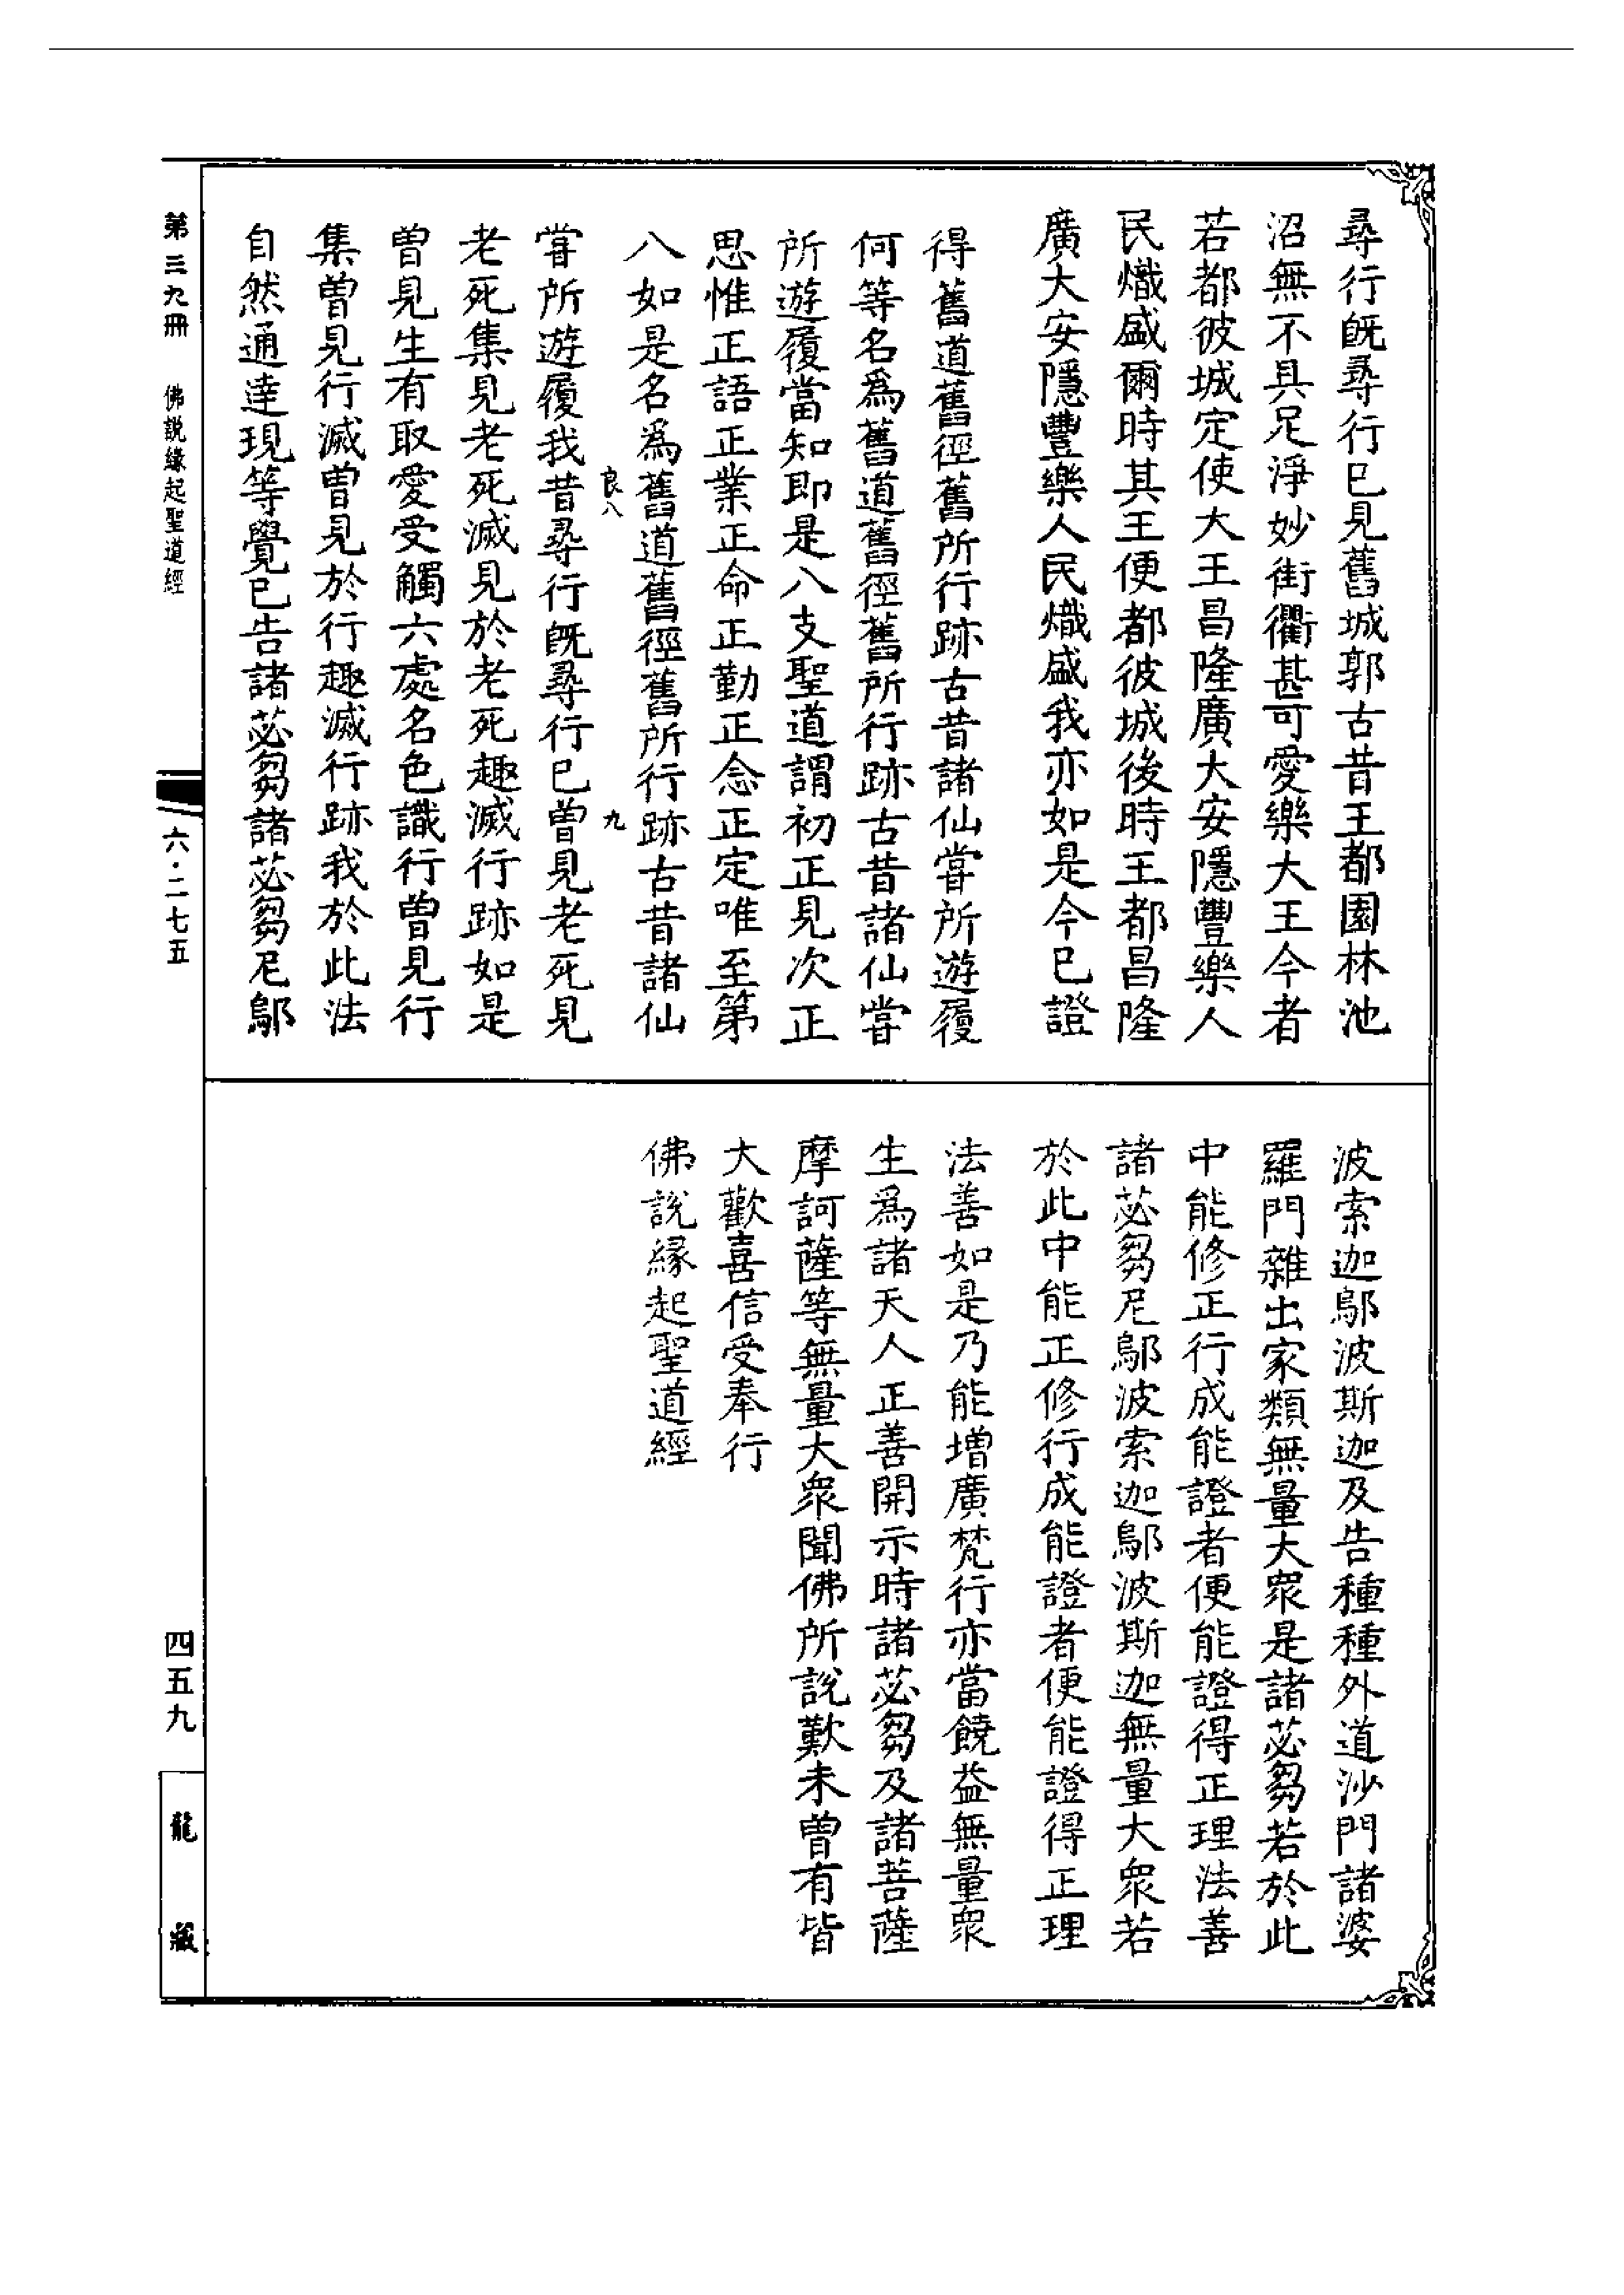 尋行旣尋行已見舊城郭古昔王都園林池
沼無不具足淨妙街衢甚可愛樂大王今者
若都彼城定使大王昌隆廣大安隱豐樂人
民熾盛爾時其王便都彼城後時王都昌隆
廣大安隱豐樂人民熾盛我亦如是今已證
得舊道舊徑舊所行跡古昔諸仙甞所遊履
何等名爲舊道舊徑舊所行跡古昔諸仙甞
所遊履當知即是八支聖道謂初正見次正
思惟正語正業正命正勤正念正定唯至第
八如是名爲舊道舊徑舊所行跡古昔諸仙
良八 九
甞所遊履我昔尋行旣尋行已曾見老死見
老死集見老死滅見於老死趣滅行跡如是
曾見生有取愛受觸六處名色識行曾見行
集曾見行滅曾見於行趣滅行跡我於此法
自然通達現等覺已告諸苾芻諸苾芻尼鄔
波索迦鄔波斯迦及告種種外道沙門諸婆
羅門雜出家類無量大衆是諸苾芻若於此
中能修正行成能證者便能證得正理法善
諸苾芻尼鄔波索迦鄔波斯迦無量大衆若
於此中能正修行成能證者便能證得正理
法善如是乃能增廣梵行亦當饒益無量衆
生爲諸天人正善開示時諸苾芻及諸菩薩
摩訶薩等無量大衆聞佛所說歎未曾有皆
大歡喜信受奉行
佛說緣起聖道經
第三九冊 佛説緣起聖道經
六·二七五
四五九
龍藏